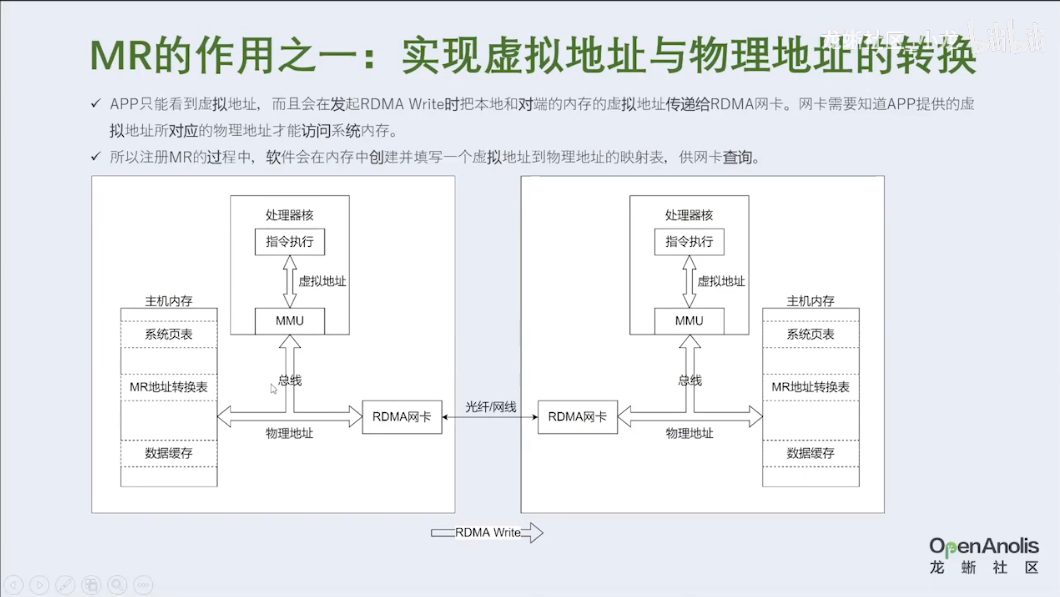 MR的作用之一：实现虚拟地址与物理地址的转换
✓ APP只能看到虚拟地址，而且会在发起RDMA Write时把本地和对端的内存的虚拟地址传递给RDMA网卡。网卡需要知道APP提供的虚
拟地址所对应的物理地址才能访问系统内存。
✓ 所以注册MR的过程中，软件会在内存中创建并填写一个虚拟地址到物理地址的映射表，供网卡查询。
处理器核
指令执行
虚拟地址
MMU
主机内存
系统页表
MR地址转换表
数据缓存
总线
物理地址
RDMA网卡
光纤/网线
处理器核
指令执行
虚拟地址
MMU
主机内存
系统页表
MR地址转换表
数据缓存
总线
物理地址
RDMA网卡
RDMA Write
OpenAnolis
龙蜥社区